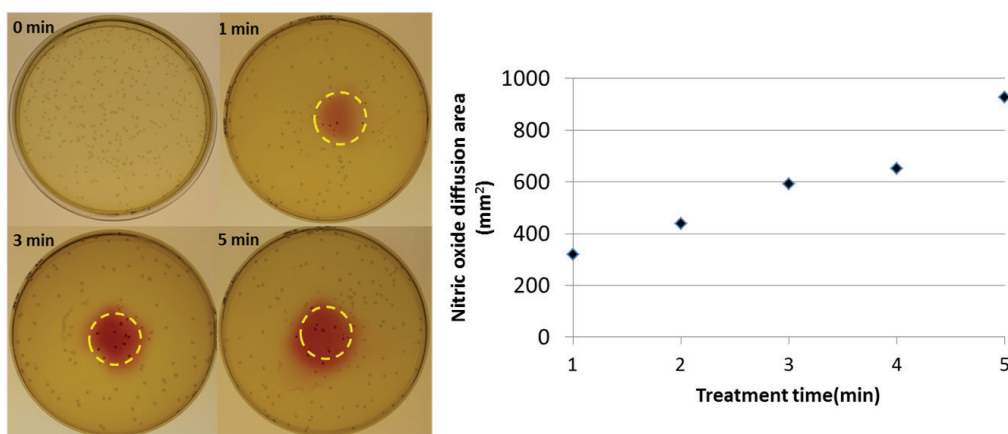 0 min
1 min
3 min
5 min
Nitric oxide diffusion area
(mm²)
1000
800
600
400
200
0
1 2 3 4 5
Treatment time(min)